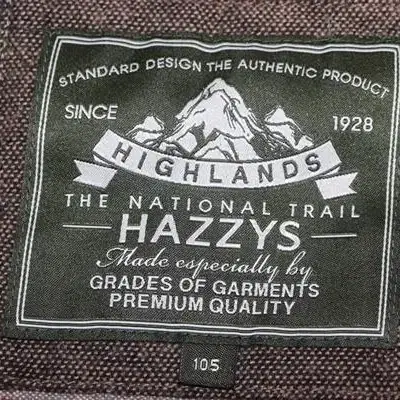 STANDARD DESIGN THE AUTHENTIC PRODUCT
SINCE 1928
HIGHLANDS
THE NATIONAL TRAIL
HAZZYS
Made especially by
GRADES OF GARMENTS
PREMIUM QUALITY
105